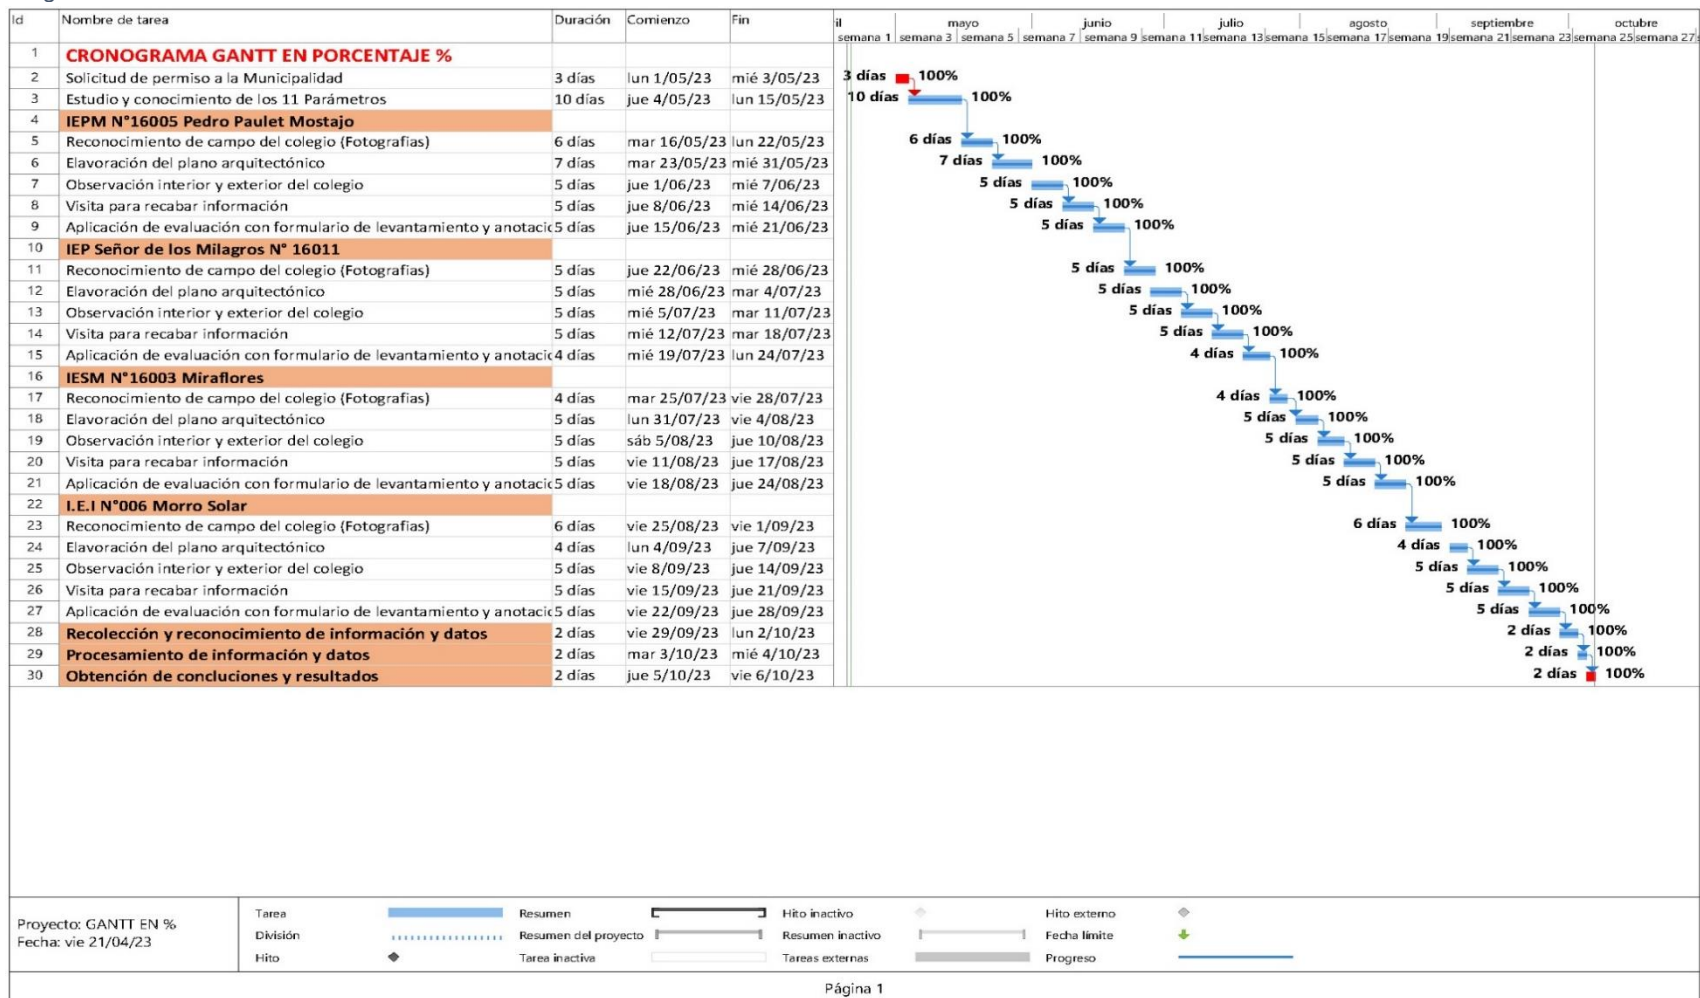 Id Nombre de tarea Duración Comienzo Fin il mayo junio julio agosto septiembre octubre
semana 1 semana 3 semana 5 semana 7 semana 9 semana 11 semana 13 semana 15 semana 17 semana 19 semana 21 semana 23 semana 25 semana 27
1 CRONOGRAMA GANTT EN PORCENTAJE %
2 Solicitud de permiso a la Municipalidad 3 días lun 1/05/23 mié 3/05/23 3 días 100%
3 Estudio y conocimiento de los 11 Parámetros 10 días jue 4/05/23 lun 15/05/23 10 días 100%
4 IEPM N°16005 Pedro Paulet Mostajo
5 Reconocimiento de campo del colegio (Fotografias) 6 días mar 16/05/23 lun 22/05/23 6 días 100%
6 Elavoración del plano arquitectónico 7 días mar 23/05/23 mié 31/05/23 7 días 100%
7 Observación interior y exterior del colegio 5 días jue 1/06/23 mié 7/06/23 5 días 100%
8 Visita para recabar información 5 días jue 8/06/23 mié 14/06/23 5 días 100%
9 Aplicación de evaluación con formulario de levantamiento y anotacic 5 días jue 15/06/23 mié 21/06/23 5 días 100%
10 IEP Señor de los Milagros N° 16011
11 Reconocimiento de campo del colegio (Fotografias) 5 días jue 22/06/23 mié 28/06/23 5 días 100%
12 Elavoración del plano arquitectónico 5 días mié 28/06/23 mar 4/07/23 5 días 100%
13 Observación interior y exterior del colegio 5 días mié 5/07/23 mar 11/07/23 5 días 100%
14 Visita para recabar información 5 días mié 12/07/23 mar 18/07/23 5 días 100%
15 Aplicación de evaluación con formulario de levantamiento y anotacic 4 días mié 19/07/23 lun 24/07/23 4 días 100%
16 IESM N°16003 Miraflores
17 Reconocimiento de campo del colegio (Fotografias) 4 días mar 25/07/23 vie 28/07/23 4 días 100%
18 Elavoración del plano arquitectónico 5 días lun 31/07/23 vie 4/08/23 5 días 100%
19 Observación interior y exterior del colegio 5 días sáb 5/08/23 jue 10/08/23 5 días 100%
20 Visita para recabar información 5 días vie 11/08/23 jue 17/08/23 5 días 100%
21 Aplicación de evaluación con formulario de levantamiento y anotacic 5 días vie 18/08/23 jue 24/08/23 5 días 100%
22 I.E.I N°006 Morro Solar
23 Reconocimiento de campo del colegio (Fotografias) 6 días vie 25/08/23 vie 1/09/23 6 días 100%
24 Elavoración del plano arquitectónico 4 días lun 4/09/23 jue 7/09/23 4 días 100%
25 Observación interior y exterior del colegio 5 días vie 8/09/23 jue 14/09/23 5 días 100%
26 Visita para recabar información 5 días vie 15/09/23 jue 21/09/23 5 días 100%
27 Aplicación de evaluación con formulario de levantamiento y anotacic 5 días vie 22/09/23 jue 28/09/23 5 días 100%
28 Recolección y reconocimiento de información y datos 2 días vie 29/09/23 lun 2/10/23 2 días 100%
29 Procesamiento de información y datos 2 días mar 3/10/23 mié 4/10/23 2 días 100%
30 Obtención de concluciones y resultados 2 días jue 5/10/23 vie 6/10/23 2 días 100%
Proyecto: GANTT EN %
Fecha: vie 21/04/23
Tarea Resumen Hito inactivo Hito externo
División Resumen del proyecto Resumen inactivo Fecha límite
Hito Tarea inactiva Tareas externas Progreso
Página 1